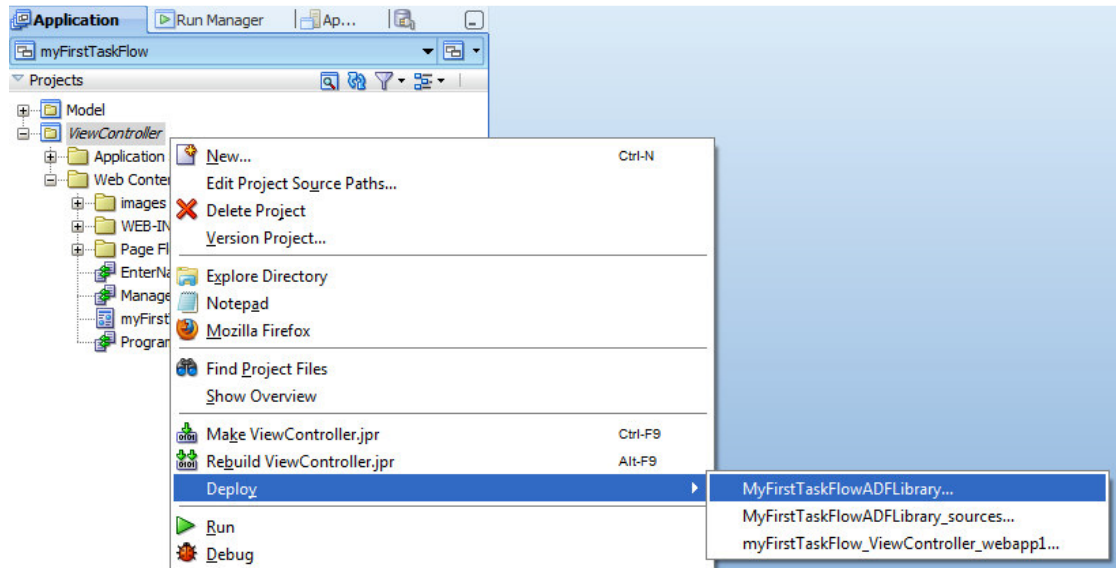 Application
Run Manager
Ap...
myFirstTaskFlow
Projects
Model
ViewController
Application
Web Conte
images
WEB-IN
Page Fl
EnterNa
Manage
myFirst
Progra
New... Ctrl-N
Edit Project Source Paths...
Delete Project
Version Project...
Explore Directory
Notepad
Mozilla Firefox
Find Project Files
Show Overview
Make ViewController.jpr Ctrl-F9
Rebuild ViewController.jpr Alt-F9
Deploy
Run
Debug
MyFirstTaskFlowADFLibrary...
MyFirstTaskFlowADFLibrary_sources...
myFirstTaskFlow_ViewController_webapp1...